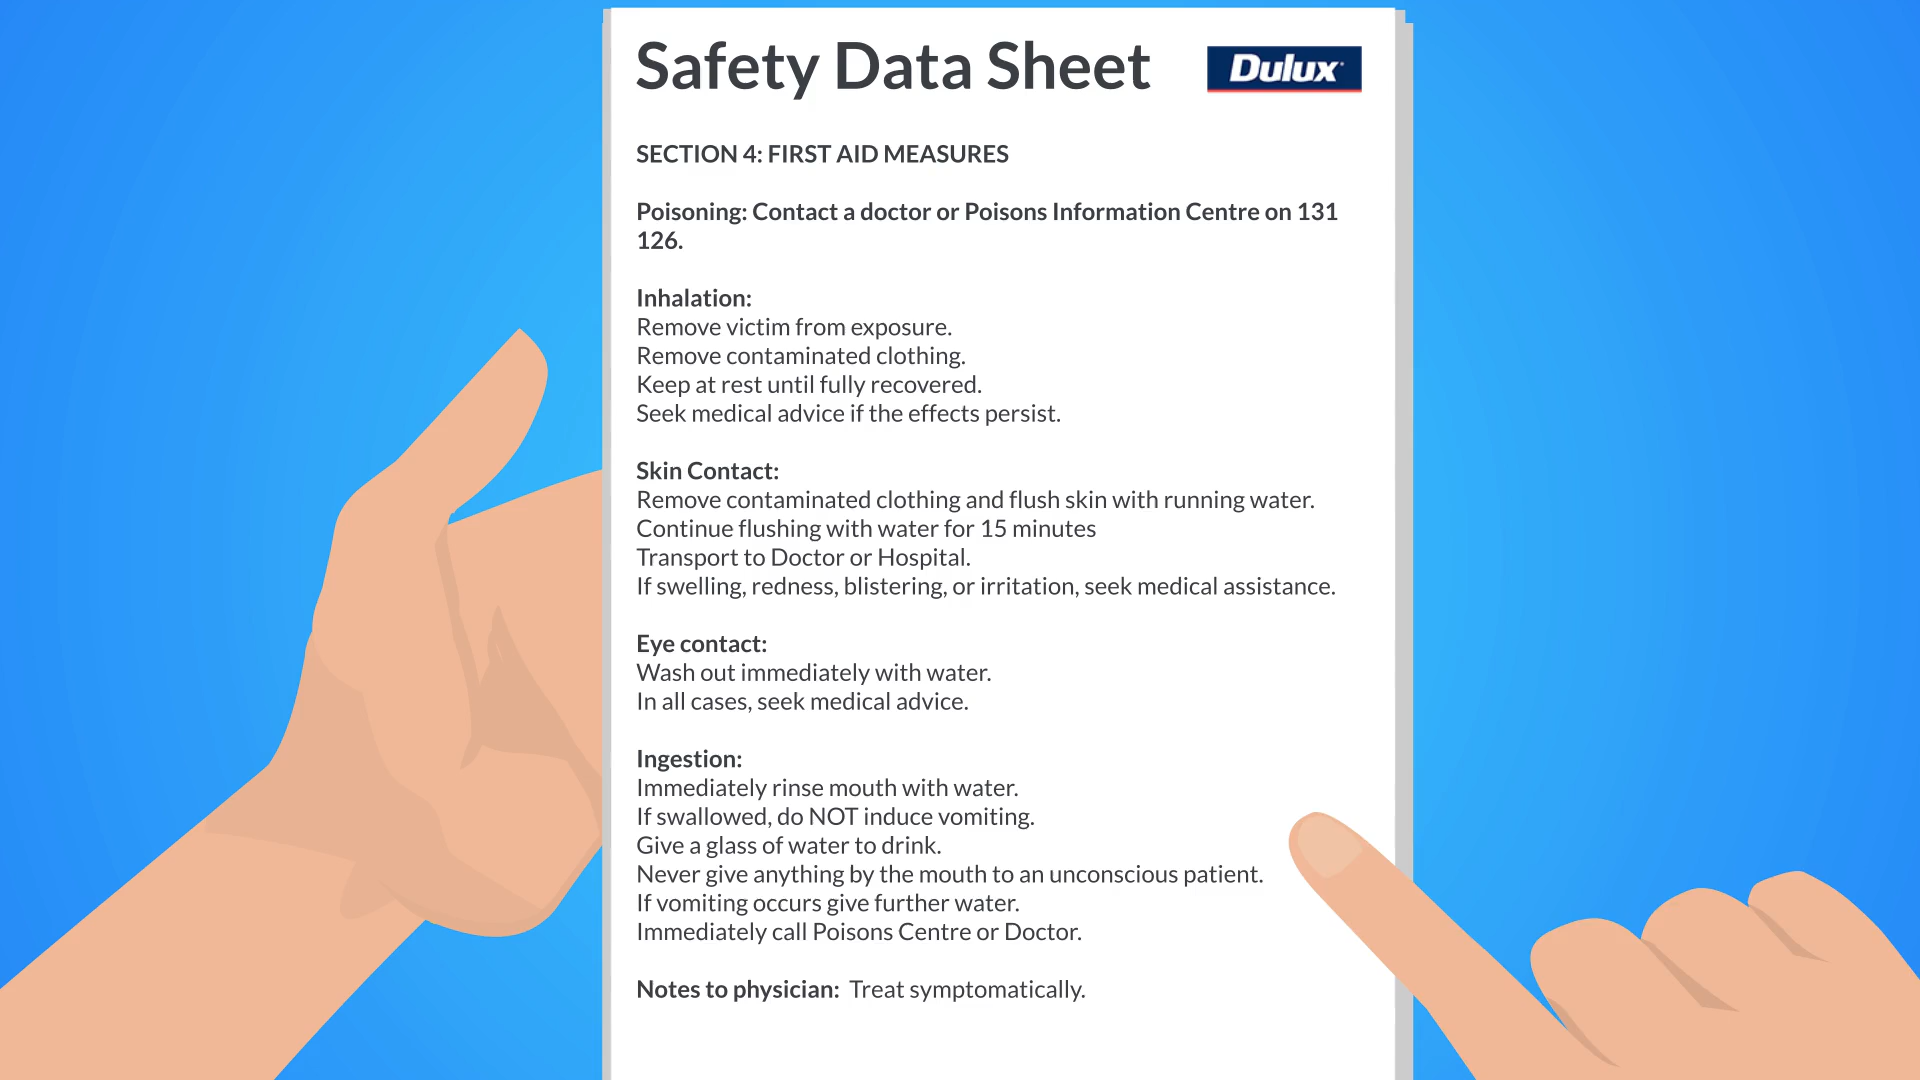 Safety Data Sheet
Dulux
SECTION 4: FIRST AID MEASURES
Poisoning: Contact a doctor or Poisons Information Centre on 131
126.
Inhalation:
Remove victim from exposure.
Remove contaminated clothing.
Keep at rest until fully recovered.
Seek medical advice if the effects persist.
Skin Contact:
Remove contaminated clothing and flush skin with running water.
Continue flushing with water for 15 minutes
Transport to Doctor or Hospital.
If swelling, redness, blistering, or irritation, seek medical assistance.
Eye contact:
Wash out immediately with water.
In all cases, seek medical advice.
Ingestion:
Immediately rinse mouth with water.
If swallowed, do NOT induce vomiting.
Give a glass of water to drink.
Never give anything by the mouth to an unconscious patient.
If vomiting occurs give further water.
Immediately call Poisons Centre or Doctor.
Notes to physician: Treat symptomatically.